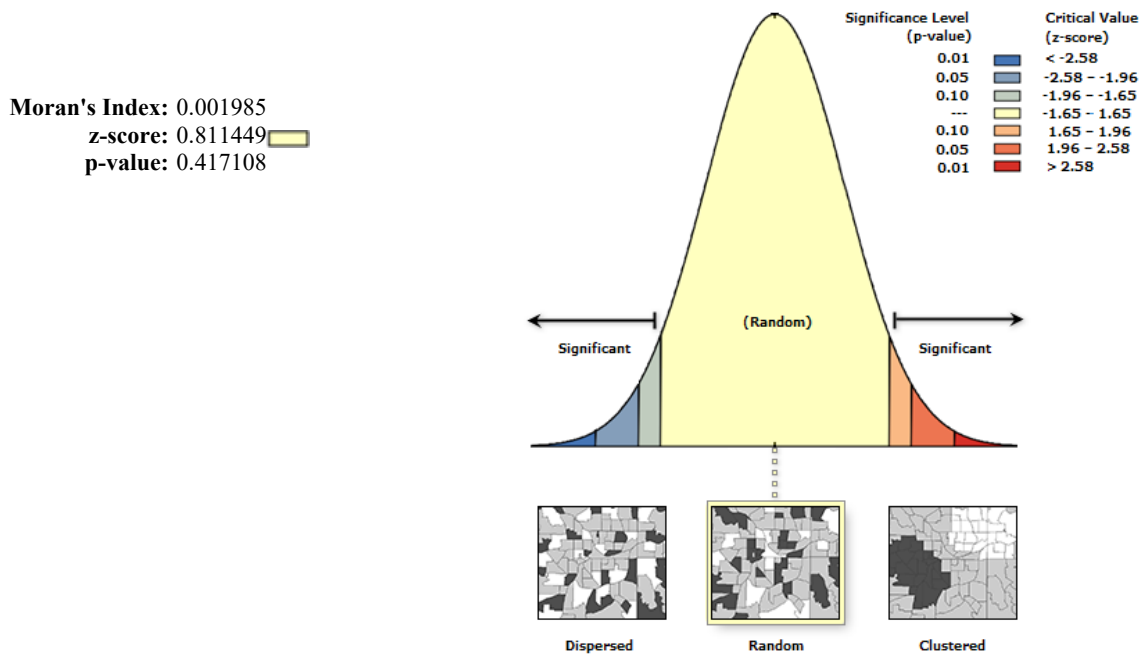 Moran's Index: 0.001985
z-score: 0.811449
p-value: 0.417108
Significance Level Critical Value
(p-value) (z-score)
0.01 < -2.58
0.05 -2.58 – -1.96
0.10 -1.96 – -1.65
--- -1.65 – 1.65
0.10 1.65 – 1.96
0.05 1.96 – 2.58
0.01 > 2.58
(Random)
Significant Significant
Dispersed Random Clustered